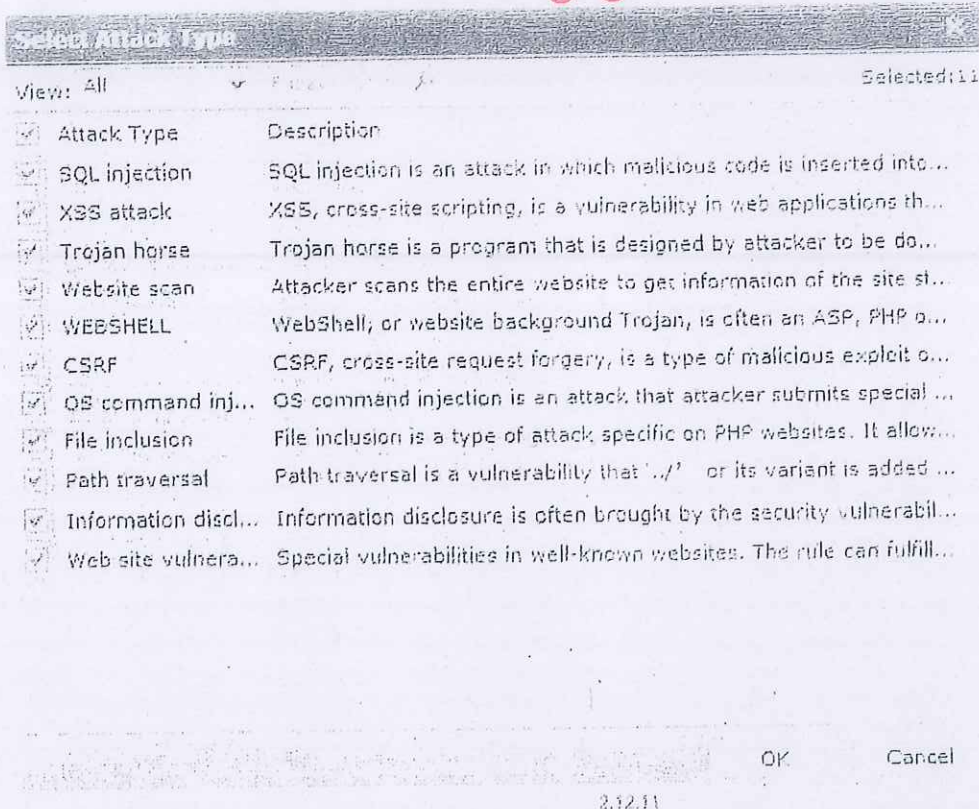 Select Attack Type
View: All Selected:11
Attack Type Description
SQL injection SQL injection is an attack in which malicious code is inserted into...
XSS attack XSS, cross-site scripting, is a vulnerability in web applications th...
Trojan horse Trojan horse is a program that is designed by attacker to be do...
Website scan Attacker scans the entire website to get information of the site st...
WEBSHELL WebShell, or website background Trojan, is often an ASP, PHP o...
CSRF CSRF, cross-site request forgery, is a type of malicious exploit o...
OS command inj... OS command injection is an attack that attacker submits special ...
File inclusion File inclusion is a type of attack specific on PHP websites. It allow...
Path traversal Path traversal is a vulnerability that '../' or its variant is added ...
Information discl... Information disclosure is often brought by the security vulnerabil...
Web site vulnera... Special vulnerabilities in well-known websites. The rule can fulfill...
OK Cancel
2.12.11